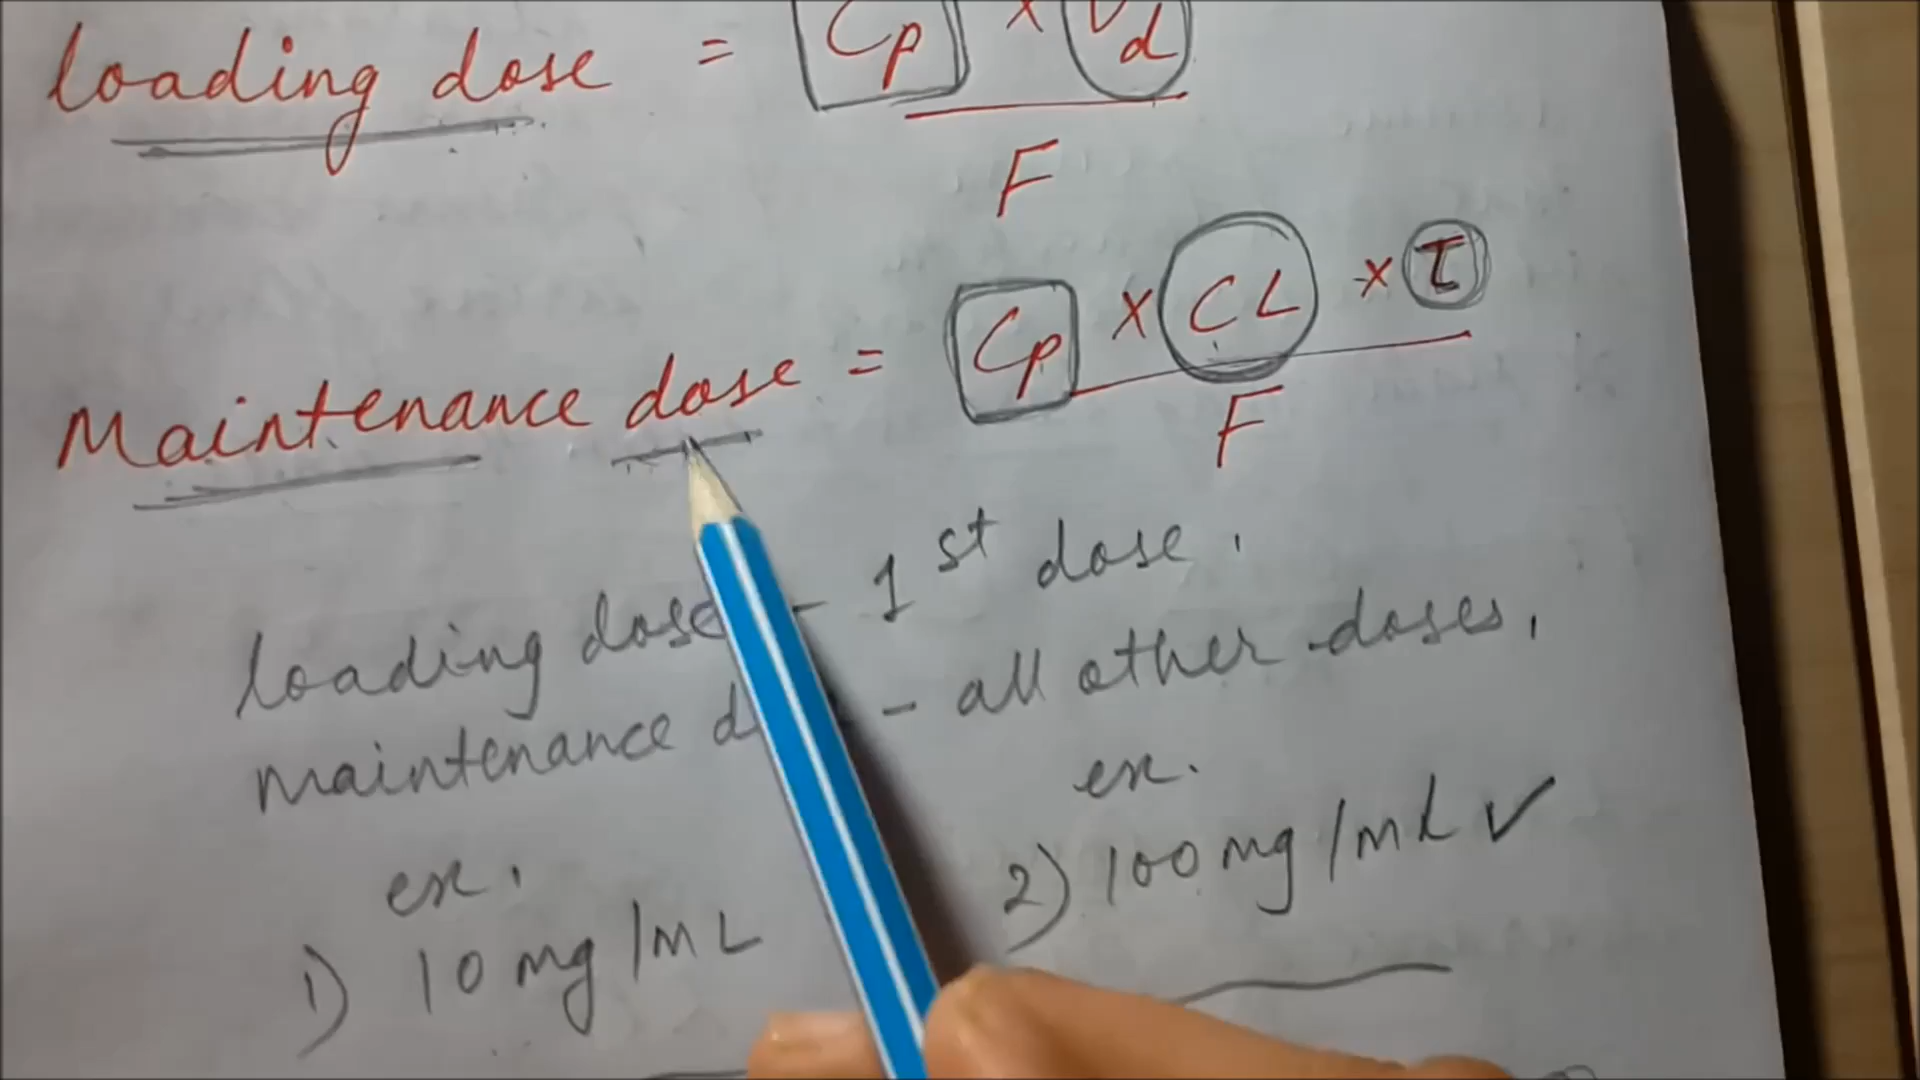 loading dose = Cp x Vd
F
Maintenance dose = Cp x CL x τ
F
loading dose - 1st dose.
maintenance d - all other doses.
ex. ex.
1) 10 mg/mL 2) 100 mg/mL ✓